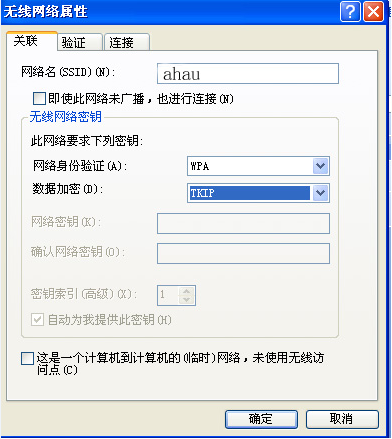 无线网络属性
关联 验证 连接
网络名(SSID)(N): ahau
即使此网络未广播，也进行连接(N)
无线网络密钥
此网络要求下列密钥:
网络身份验证(A): WPA
数据加密(D): TKIP
网络密钥(K):
确认网络密钥(O):
密钥索引(高级)(X): 1
自动为我提供此密钥(H)
这是一个计算机到计算机的(临时)网络，未使用无线访
问点(C)
确定 取消